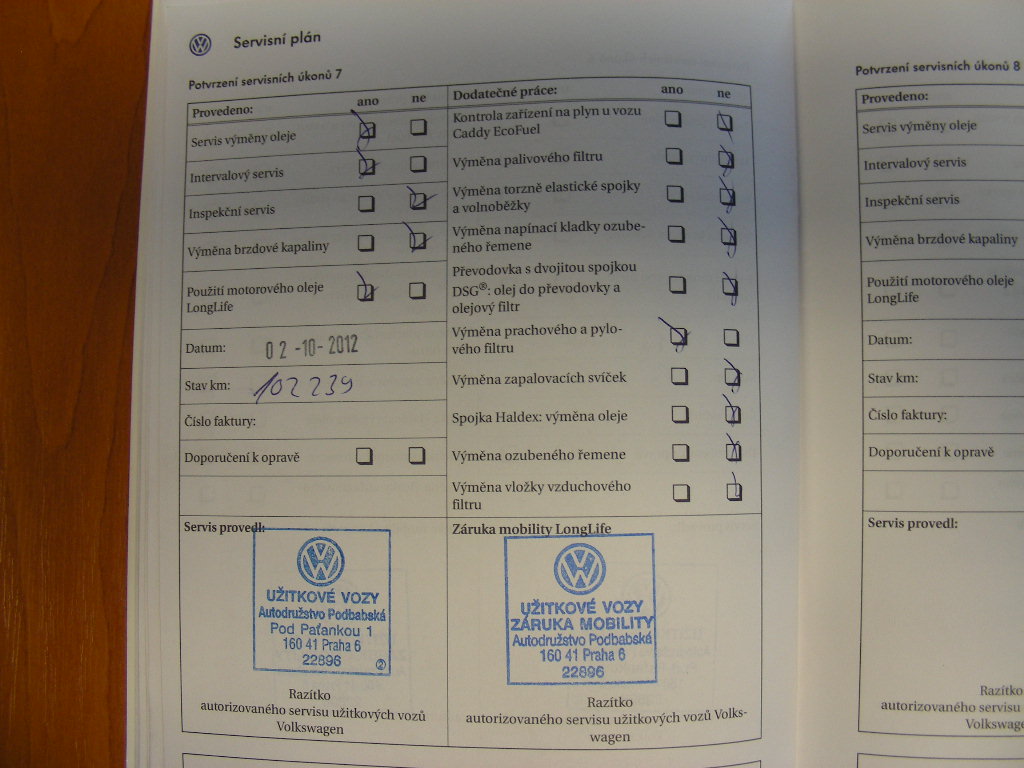 Servisní plán
Potvrzení servisních úkonů 7
Provedeno: ano ne
Servis výměny oleje
Intervalový servis
Inspekční servis
Výměna brzdové kapaliny
Použití motorového oleje
LongLife
Datum: 02-10-2012
Stav km: 102 239
Číslo faktury:
Doporučení k opravě
Servis provedl:
UŽITKOVÉ VOZY
Autodružstvo Podbabská
Pod Paťankou 1
160 41 Praha 6
22896 2
Razítko
autorizovaného servisu užitkových vozů
Volkswagen
Dodatečné práce: ano ne
Kontrola zařízení na plyn u vozu
Caddy EcoFuel
Výměna palivového filtru
Výměna torzně elastické spojky
a volnoběžky
Výměna napínací kladky ozube-
ného řemene
Převodovka s dvojitou spojkou
DSG®: olej do převodovky a
olejový filtr
Výměna prachového a pylo-
vého filtru
Výměna zapalovacích svíček
Spojka Haldex: výměna oleje
Výměna ozubeného řemene
Výměna vložky vzduchového
filtru
Záruka mobility LongLife
UŽITKOVÉ VOZY
ZÁRUKA MOBILITY
Autodružstvo Podbabská
160 41 Praha 6
22896
Razítko
autorizovaného servisu užitkových vozů Volks-
wagen
Potvrzení servisních úkonů 8
Provedeno:
Servis výměny oleje
Intervalový servis
Inspekční servis
Výměna brzdové kapaliny
Použití motorového oleje
LongLife
Datum:
Stav km:
Číslo faktury:
Doporučení k opravě
Servis provedl:
Razítko
autorizovaného servisu
Volkswage